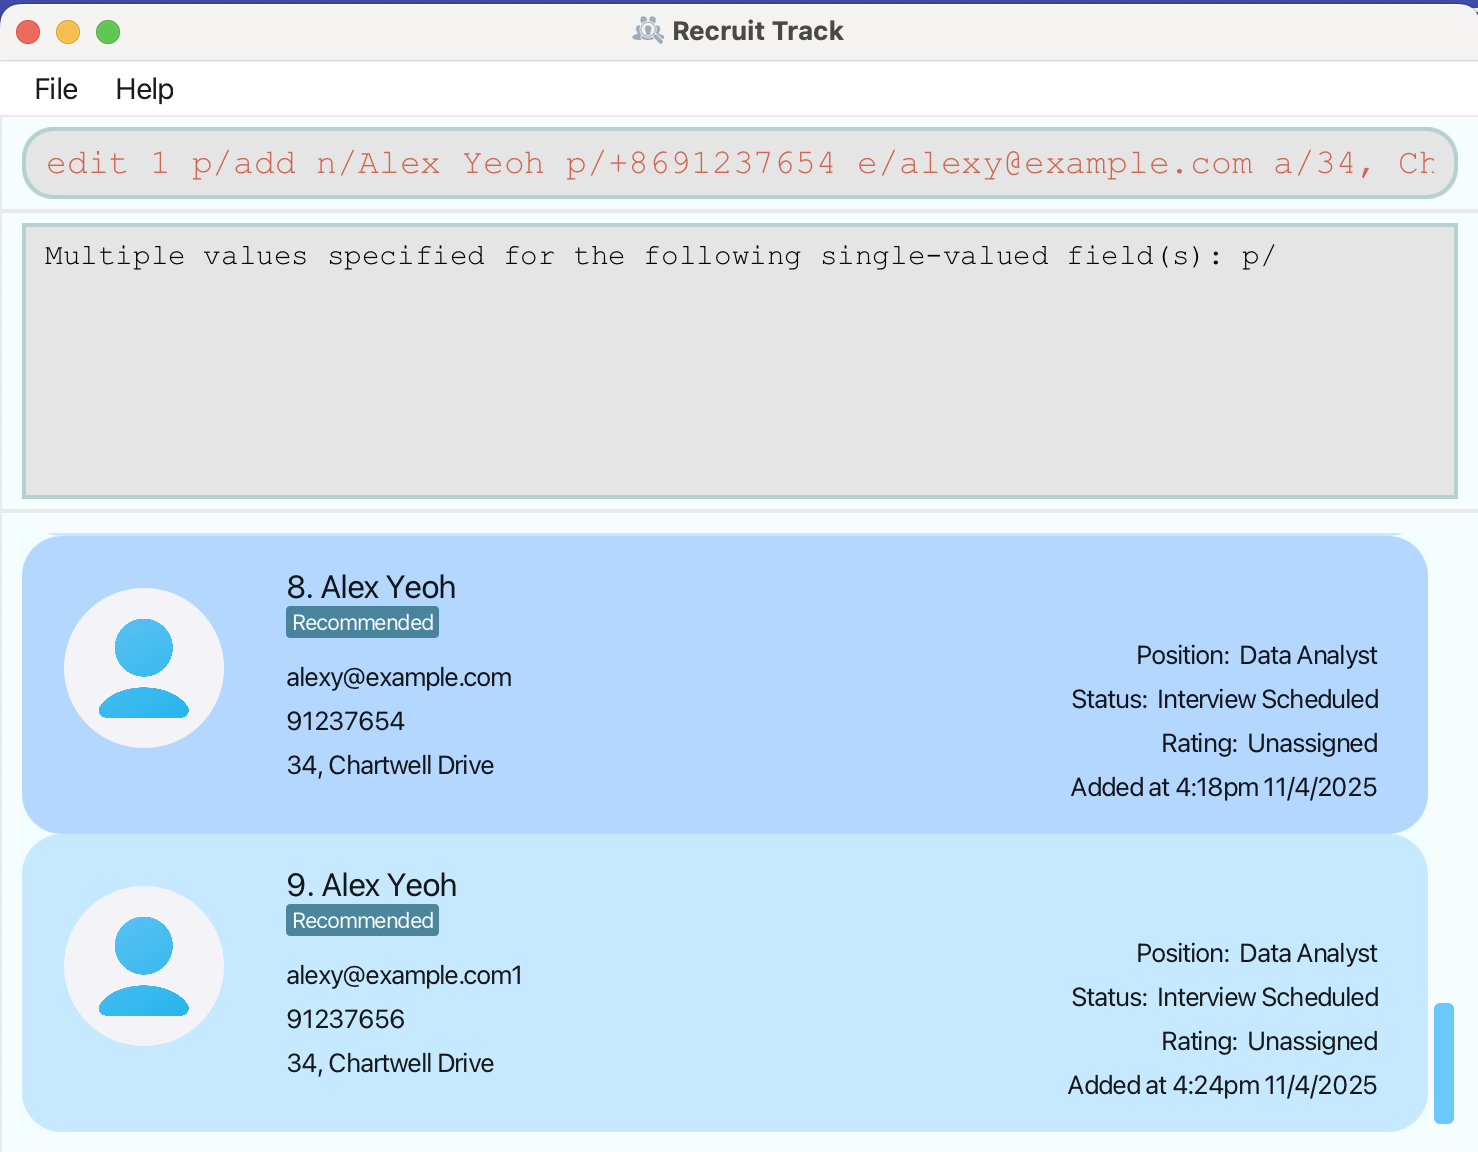 Recruit Track
File Help
edit 1 p/add n/Alex Yeoh p/+8691237654 e/alexy@example.com a/34, Ch
Multiple values specified for the following single-valued field(s): p/
8. Alex Yeoh
Recommended
alexy@example.com
91237654
34, Chartwell Drive
Position: Data Analyst
Status: Interview Scheduled
Rating: Unassigned
Added at 4:18pm 11/4/2025
9. Alex Yeoh
Recommended
alexy@example.com1
91237656
34, Chartwell Drive
Position: Data Analyst
Status: Interview Scheduled
Rating: Unassigned
Added at 4:24pm 11/4/2025